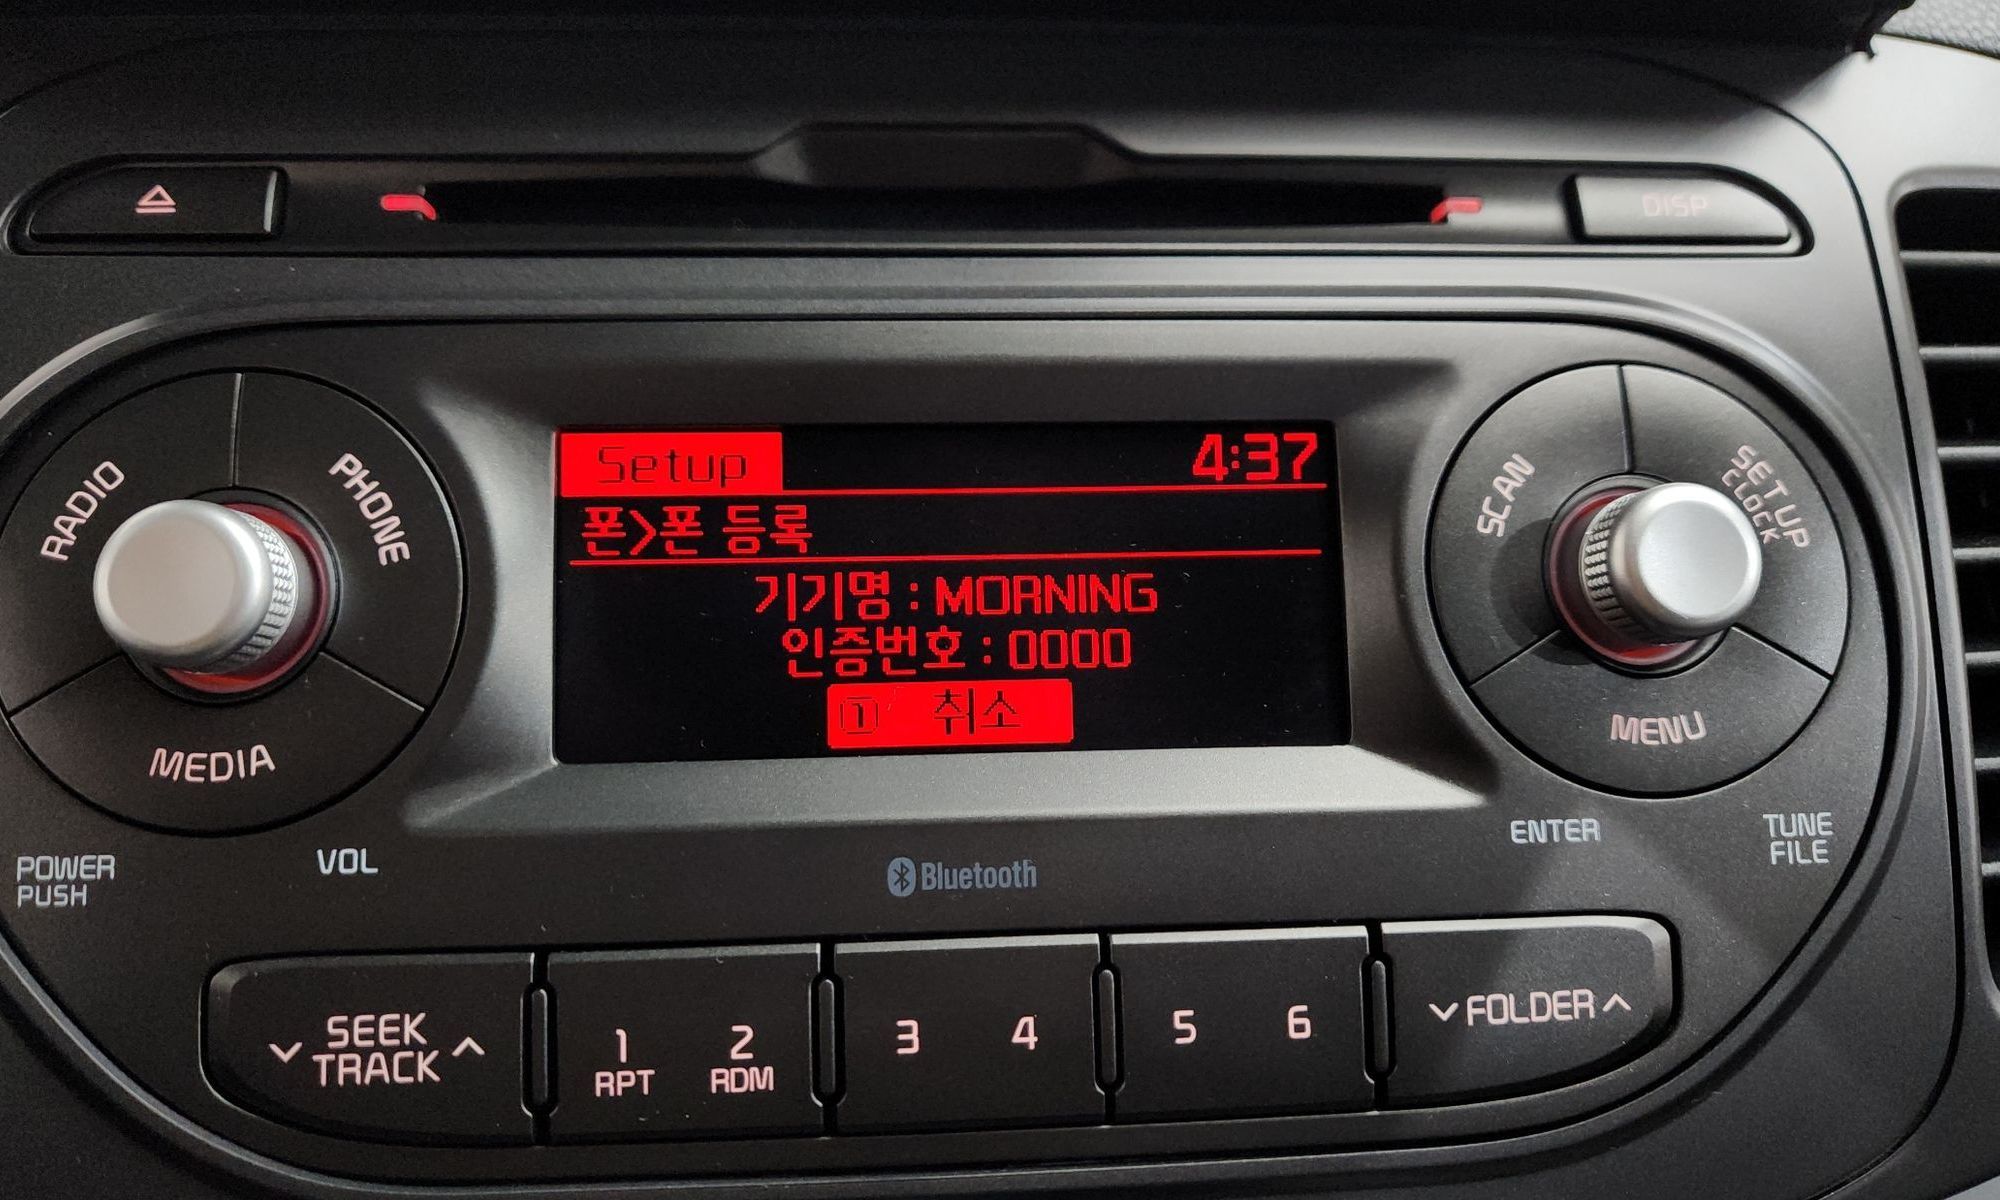 DISP
Setup 4:37
폰>폰 등록
기기명 : MORNING
인증번호 : 0000
① 취소
RADIO
PHONE
MEDIA
SCAN
SETUP
CLOCK
MENU
POWER
PUSH
VOL
Bluetooth
ENTER
TUNE
FILE
SEEK
TRACK
1
RPT
2
RDM
3
4
5
6
FOLDER